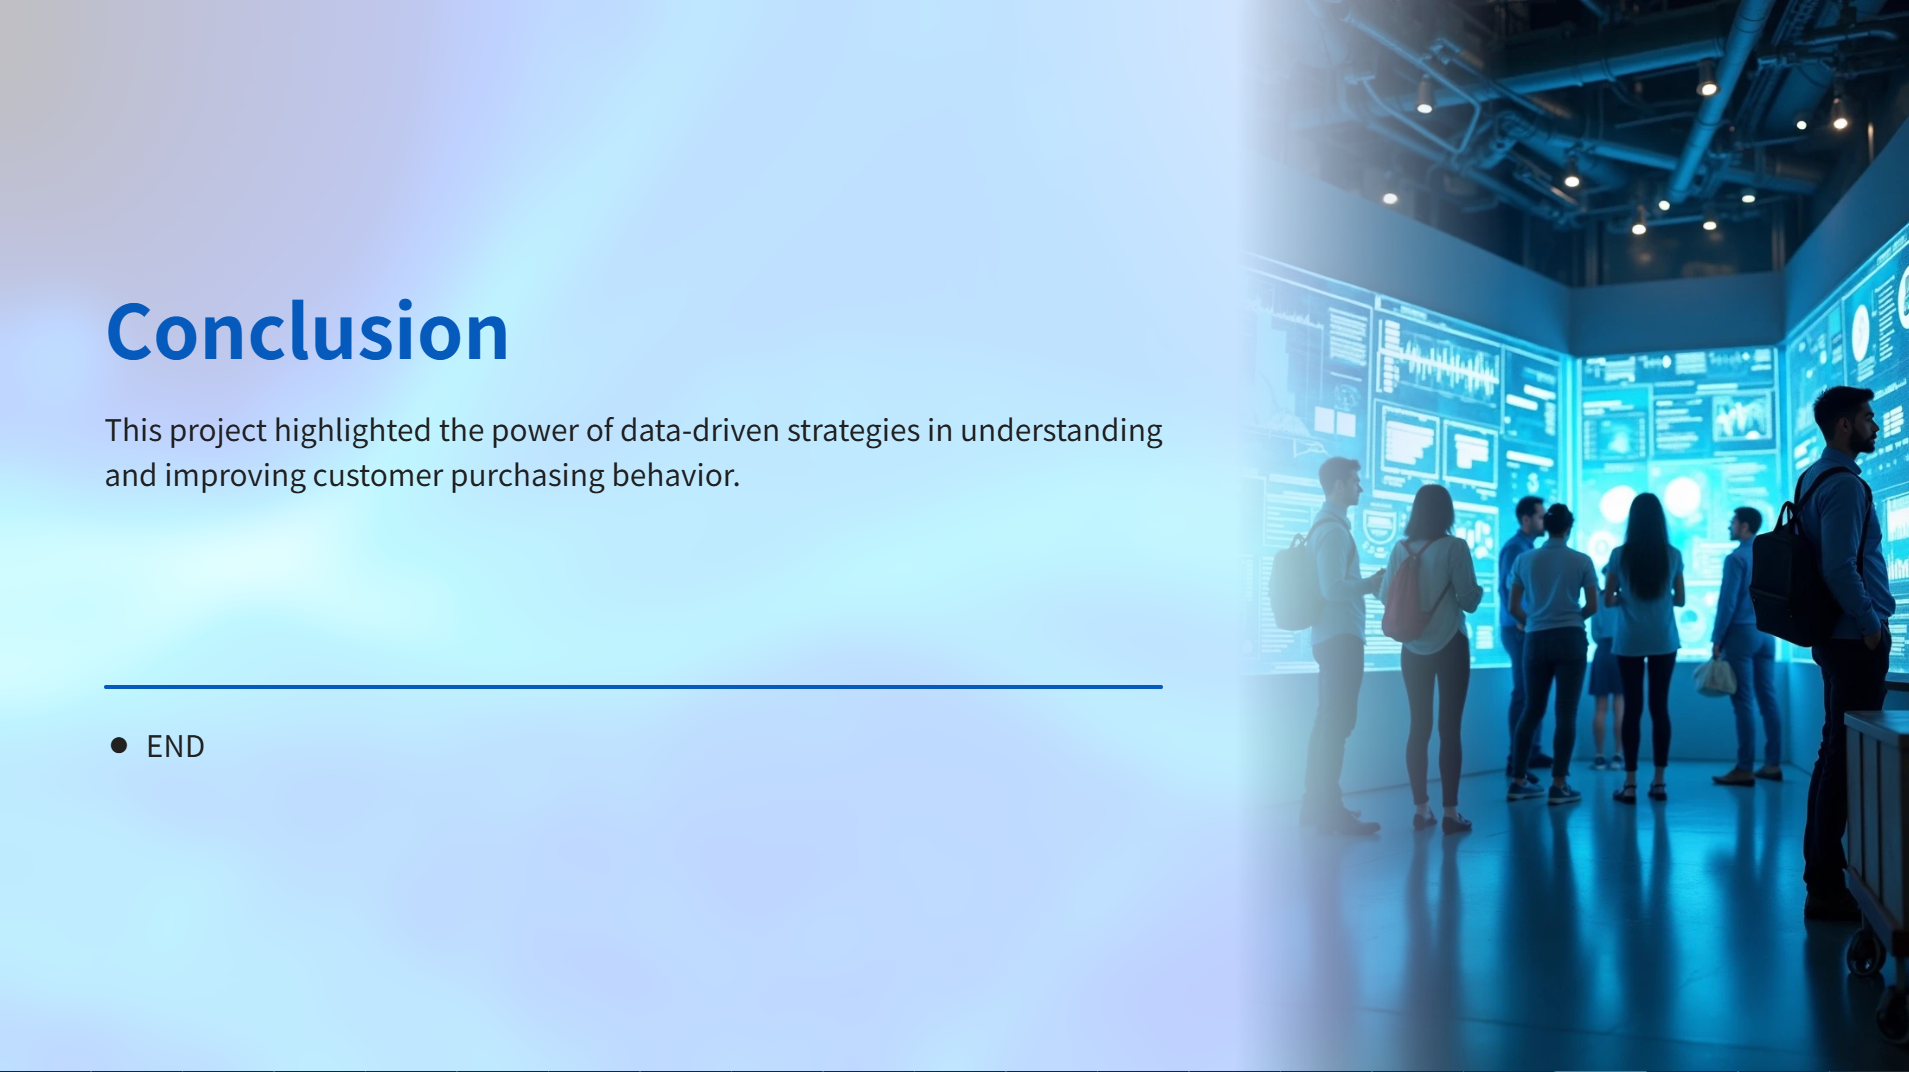 Conclusion
This project highlighted the power of data-driven strategies in understanding
and improving customer purchasing behavior.
● END